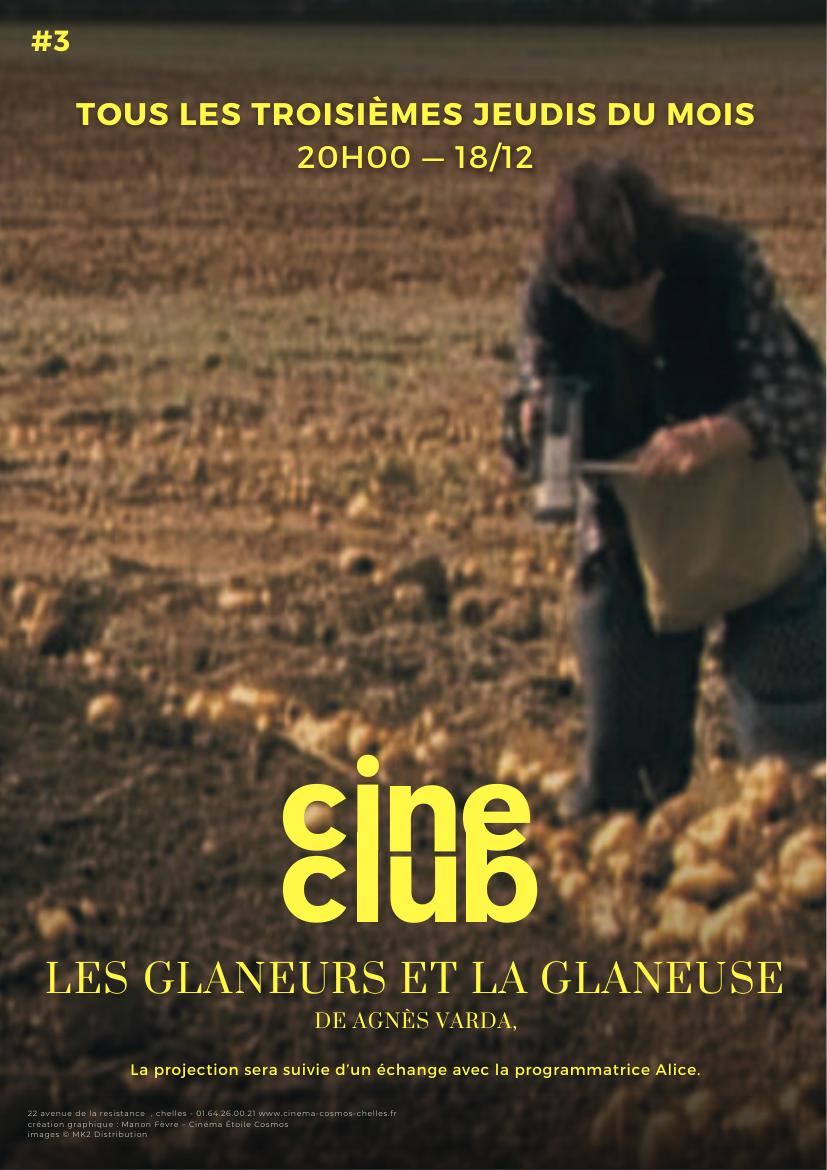 #3
TOUS LES TROISIÈMES JEUDIS DU MOIS
20H00 — 18/12
cine
club
LES GLANEURS ET LA GLANEUSE
DE AGNÈS VARDA,
La projection sera suivie d'un échange avec la programmatrice Alice.
22 avenue de la resistance , chelles - 01.64.26.00.21 www.cinema-cosmos-chelles.fr
création graphique : Manon Fèvre – Cinéma Étoile Cosmos
images © MK2 Distribution